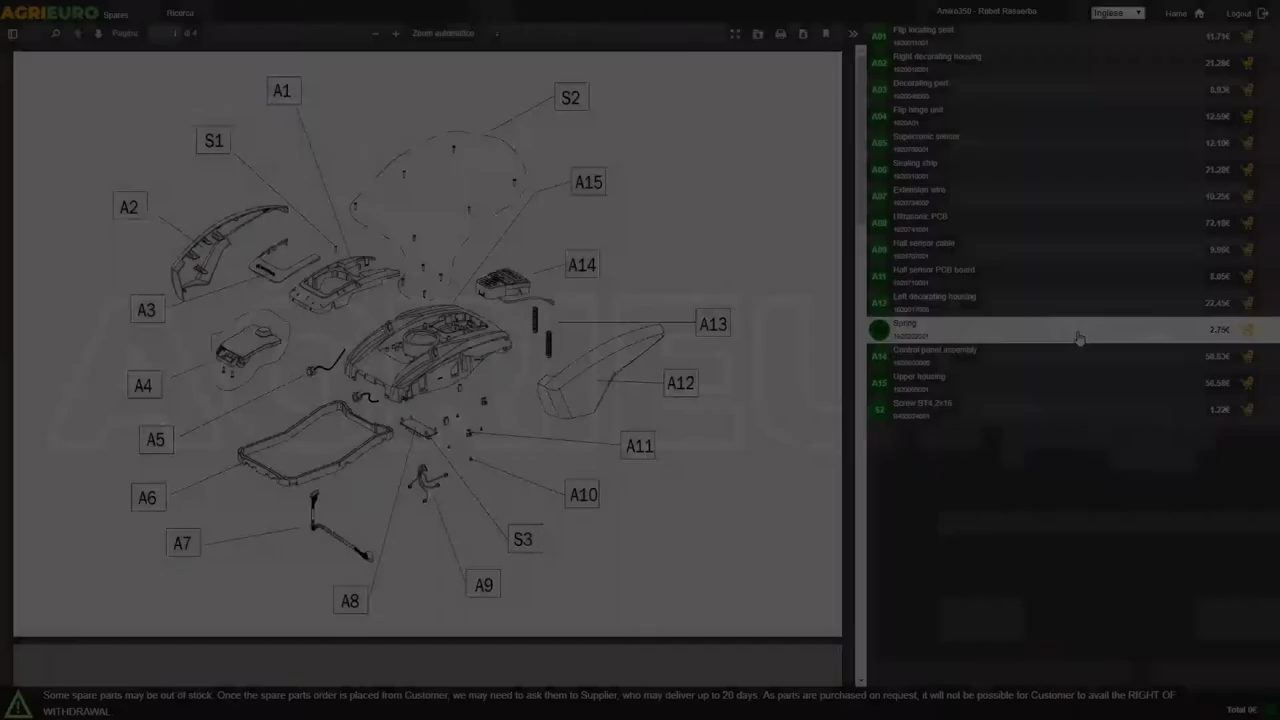 AGRIEURO Spares
Ricerca
Amiro350 - Robot Rasaerba
Inglese
Home
Logout
Pagina:
di 4
Zoom automatico
A1
S2
S1
A15
A2
A14
A3
A13
A4
A12
A5
A11
A6
A10
A7
S3
A9
A8
A01 Flip locating seat 11.71€
A02 Right decorating housing 21.28€
A03 Decorating part
A04 Flip hinge unit 12.59€
A05 Supersonic sensor 12.10€
A06 Sealing chip 21.28€
A07 Extension wire 10.25€
A08 Ultrasonic PCB 72.18€
A09 Hall sensor cable
A11 Hall sensor PCB board
A12 Left decorating housing 22.45€
Spring 2.75€
A14 Control panel assembly
A15 Upper housing
S2 Screw ST4.2x16 1.22€
Some spare parts may be out of stock. Once the spare parts order is placed from Customer, we may need to ask them to Supplier, who may deliver up to 20 days. As parts are purchased on request, it will not be possible for Customer to avail the RIGHT OF
WITHDRAWAL.
Total 0€